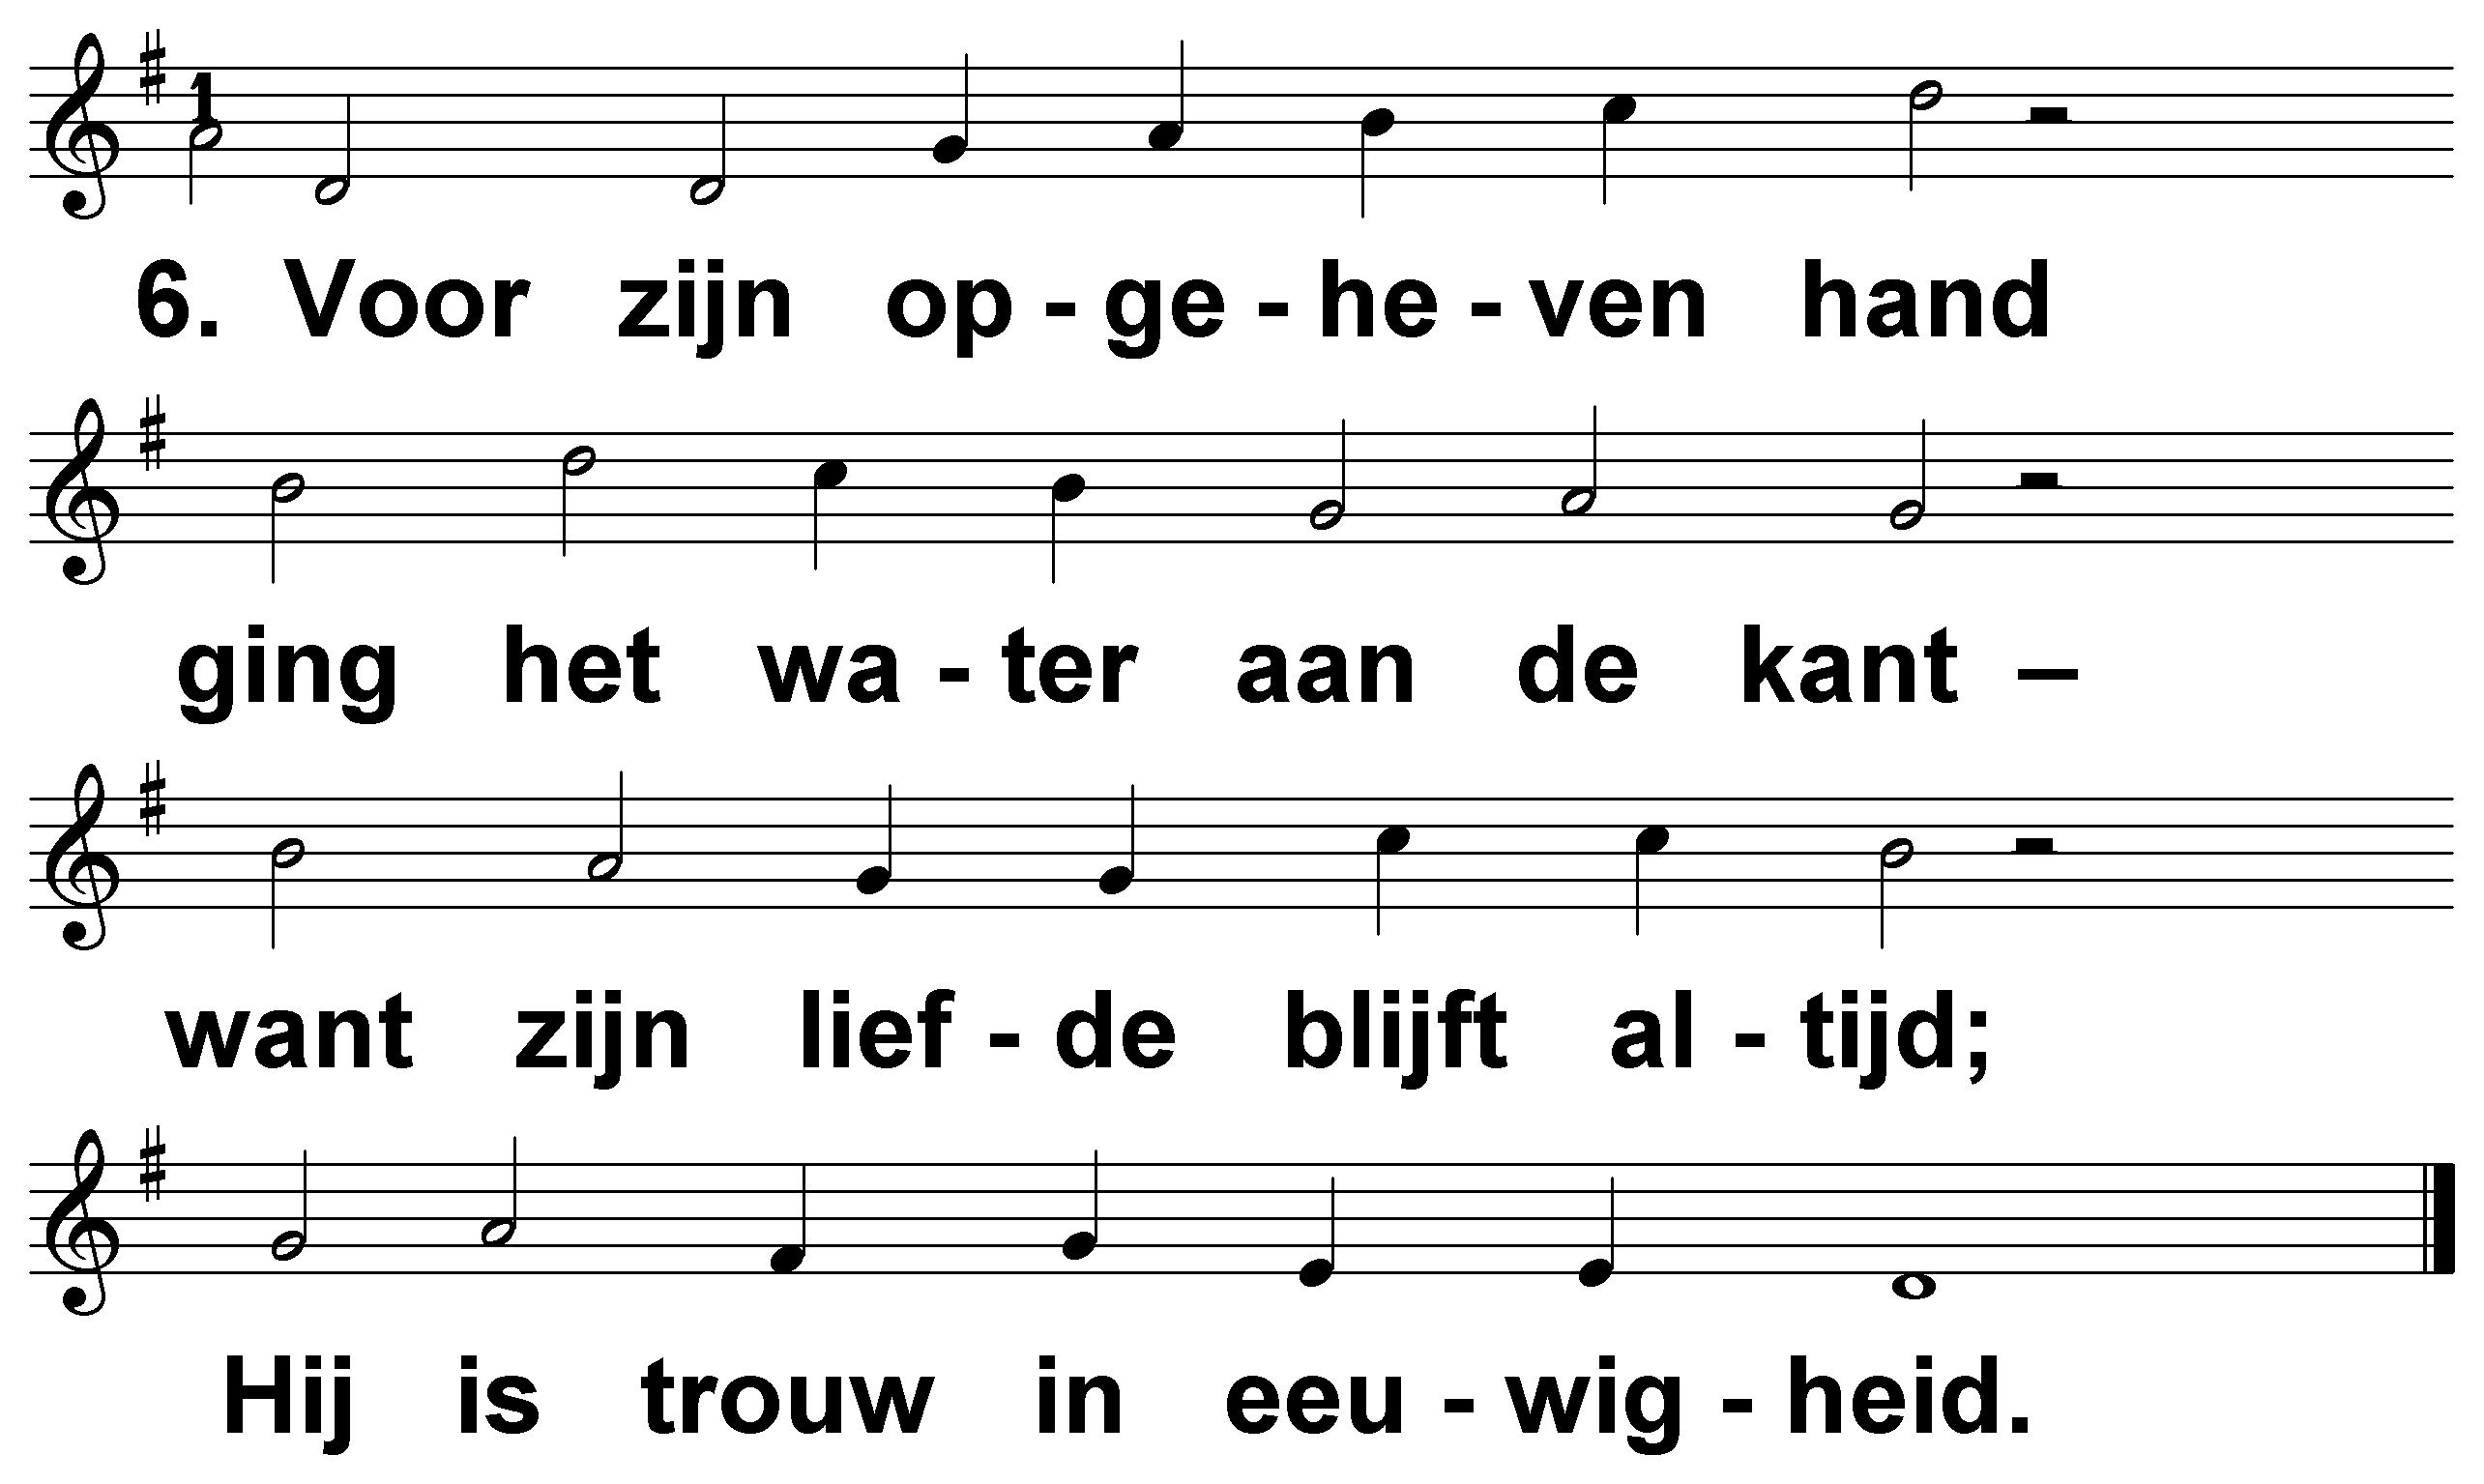 1
6. Voor zijn op - ge - he - ven hand
ging het wa - ter aan de kant –
want zijn lief - de blijft al - tijd;
Hij is trouw in eeu - wig - heid.